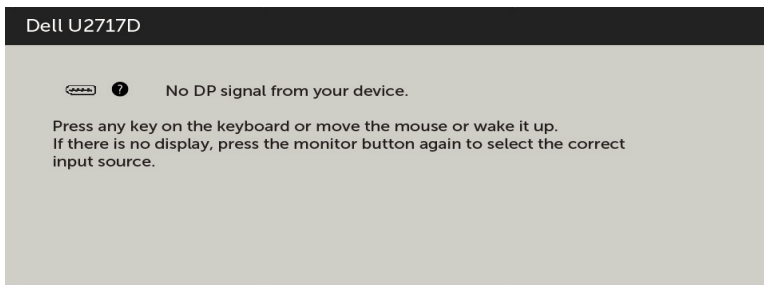 Dell U2717D
? No DP signal from your device.
Press any key on the keyboard or move the mouse or wake it up.
If there is no display, press the monitor button again to select the correct
input source.